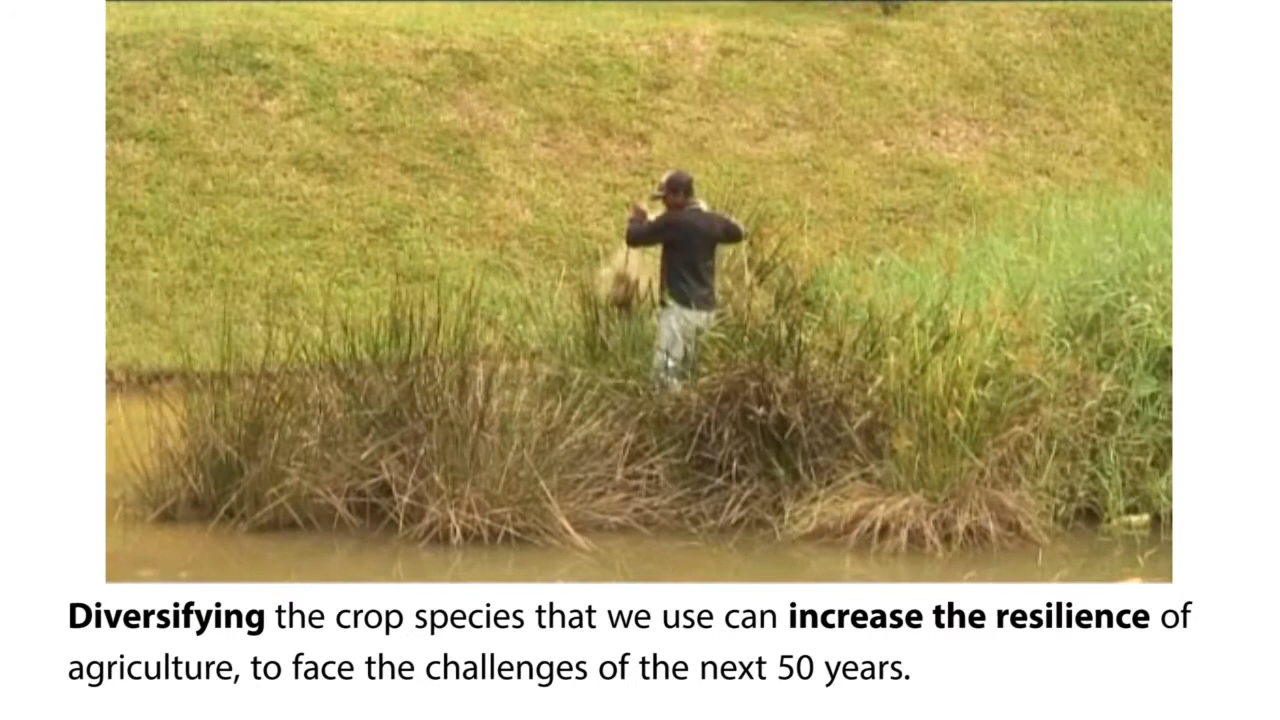 Diversifying the crop species that we use can increase the resilience of
agriculture, to face the challenges of the next 50 years.